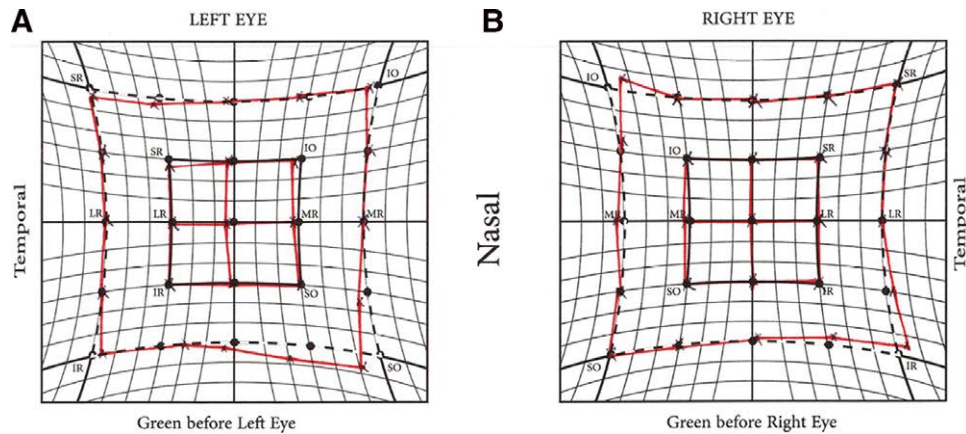 A
LEFT EYE
B
RIGHT EYE
SR
IO
IO
SR
SR
IO
IO
SR
Temporal
LR
LR
MR
MR
Nasal
MR
MR
LR
LR
Temporal
IR
SO
SO
IR
IR
SO
SO
IR
Green before Left Eye
Green before Right Eye